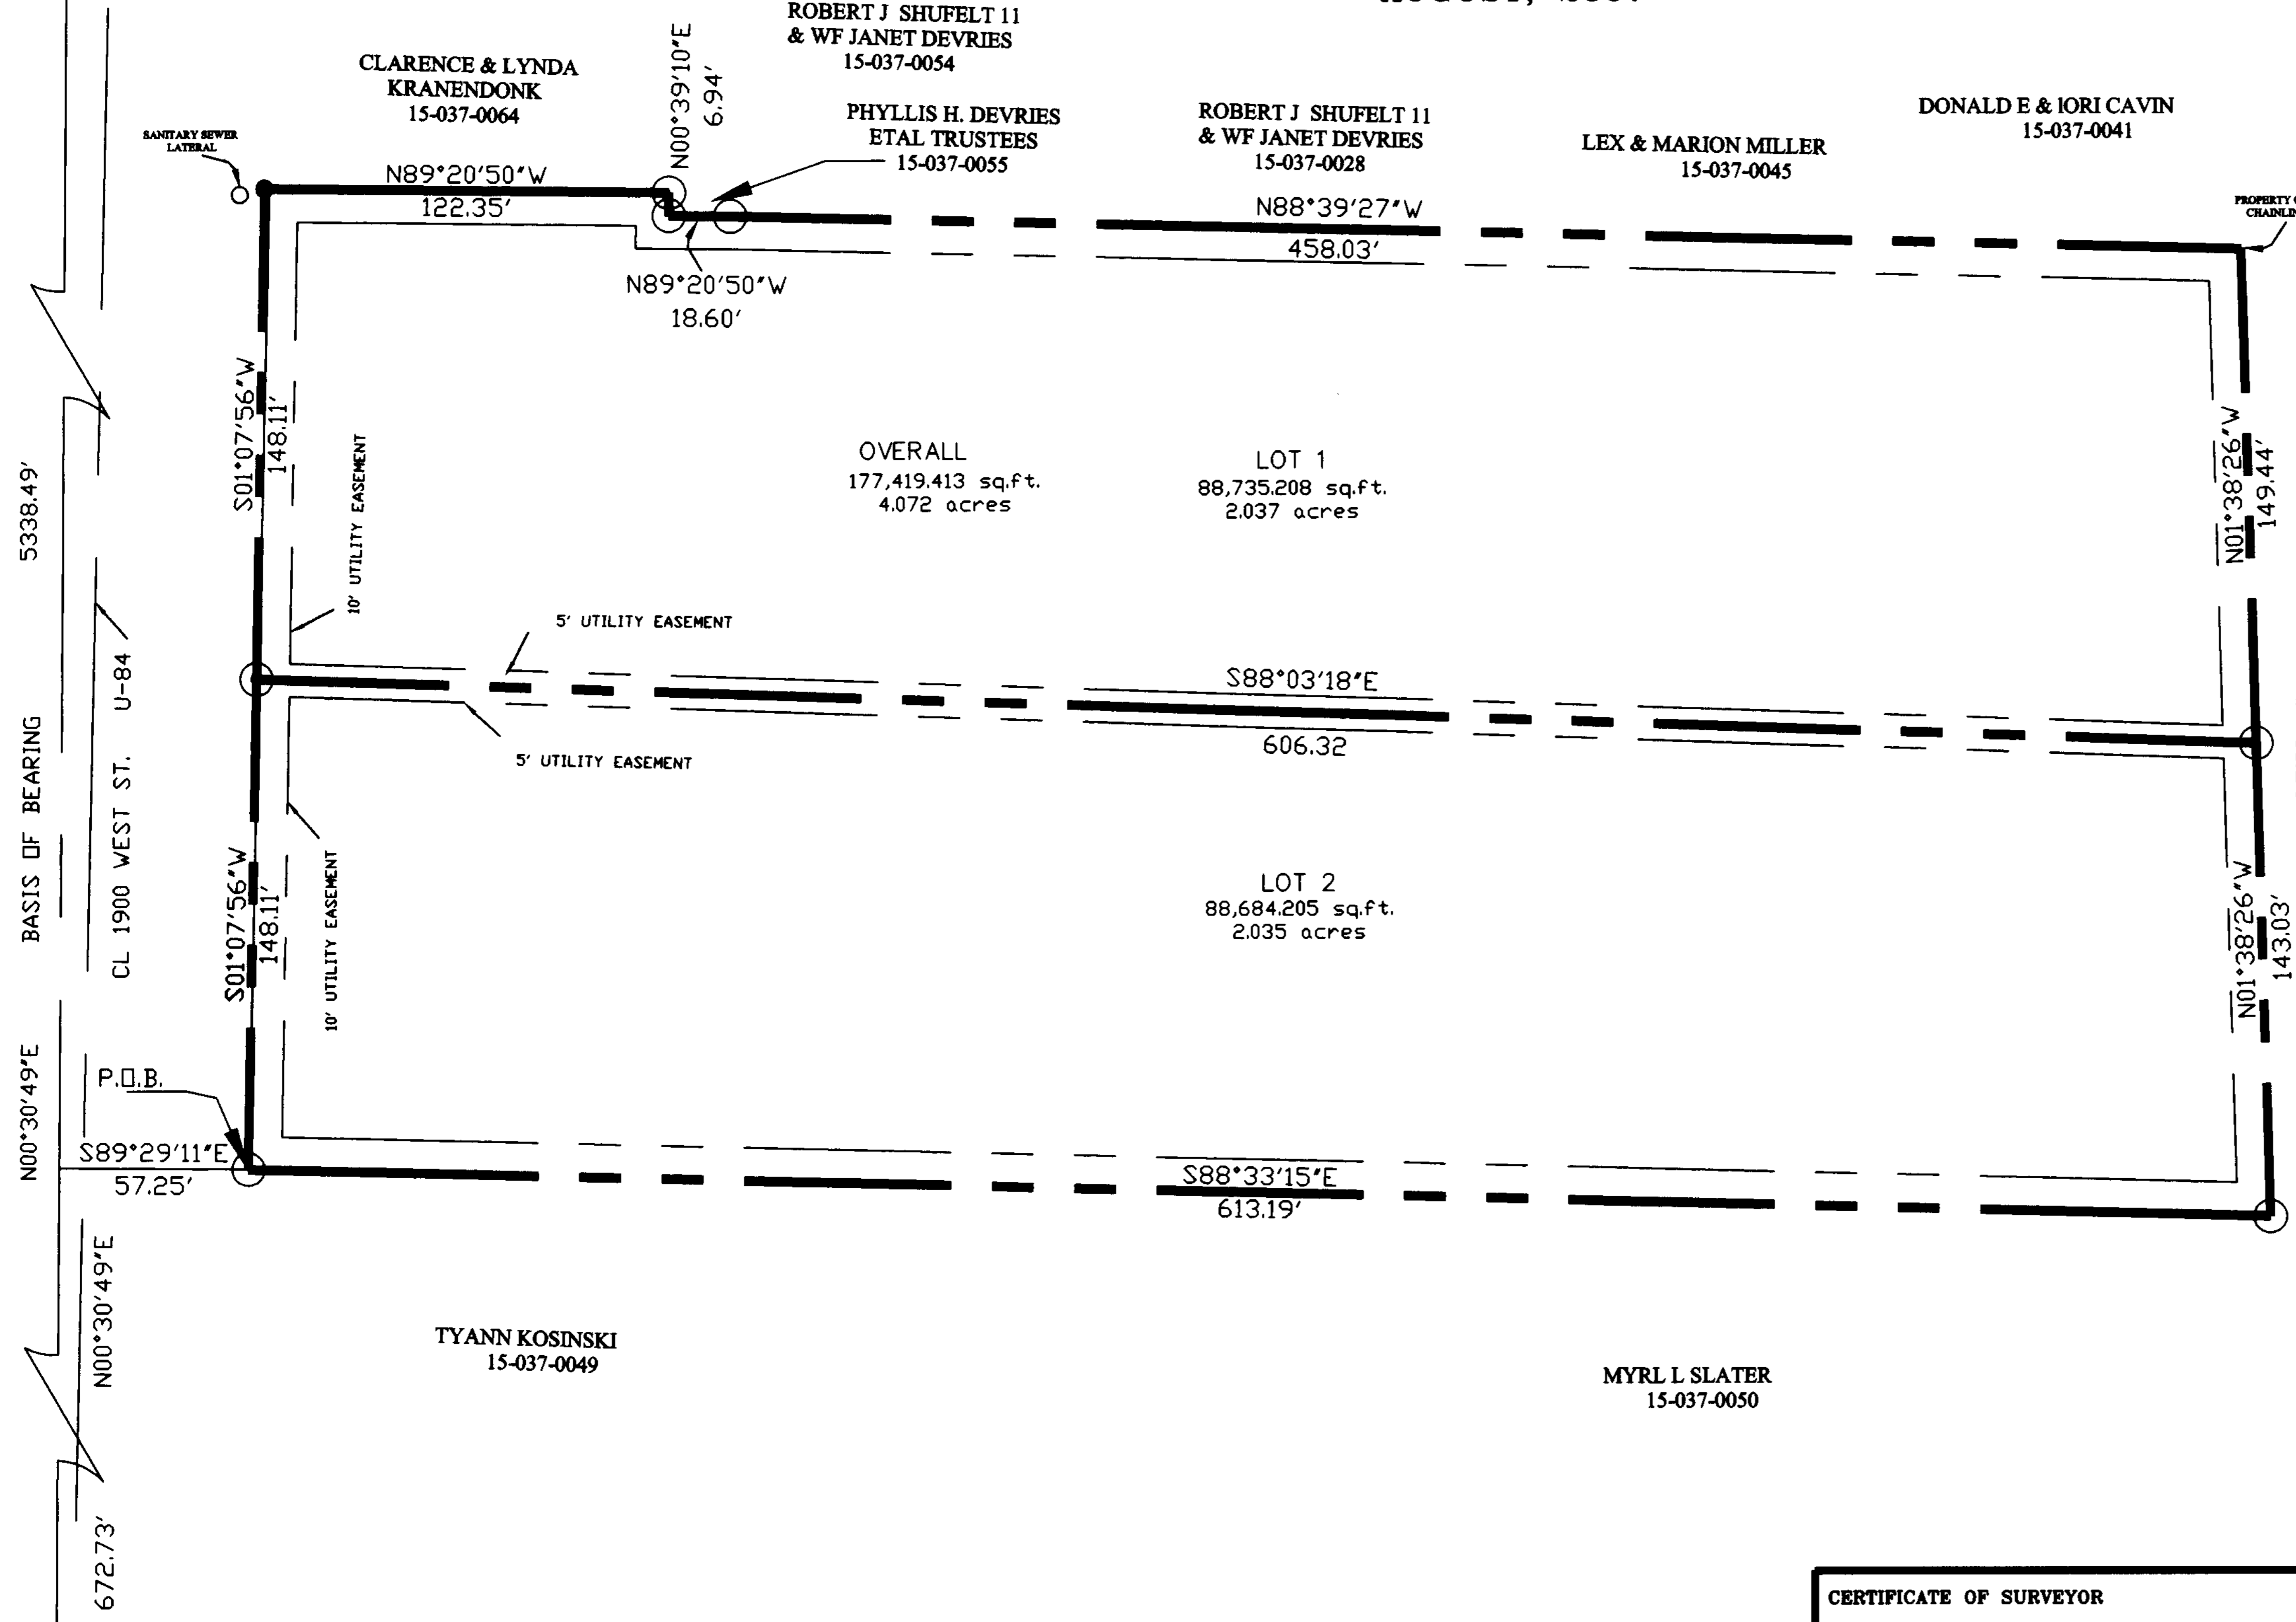 ROBERT J SHUFELT 11
& WF JANET DEVRIES
15-037-0054
CLARENCE & LYNDA
KRANENDONK
15-037-0064
N00°39'10"E
6.94'
PHYLLIS H. DEVRIES
ETAL TRUSTEES
15-037-0055
ROBERT J SHUFELT 11
& WF JANET DEVRIES
15-037-0028
LEX & MARION MILLER
15-037-0045
DONALD E & IORI CAVIN
15-037-0041
SANITARY SEWER
LATERAL
N89°20'50"W
122.35'
N88°39'27"W
458.03'
PROPERTY
N89°20'50"W
18.60'
S01°07'56"W
148.11'
10' UTILITY EASEMENT
OVERALL
177,419.413 sq.ft.
4.072 acres
LOT 1
88,735.208 sq.ft.
2.037 acres
N01°38'26"W
149.44'
5338.49'
BASIS OF BEARING
N00°30'49"E
CL 1900 WEST ST. U-84
5' UTILITY EASEMENT
S88°03'18"E
606.32
5' UTILITY EASEMENT
S01°07'56"W
148.11'
10' UTILITY EASEMENT
LOT 2
88,684.205 sq.ft.
2.035 acres
N01°38'26"W
143.03'
P.O.B.
S89°29'11"E
57.25'
S88°33'15"E
613.19'
N00°30'49"E
672.73'
TYANN KOSINSKI
15-037-0049
MYRL L SLATER
15-037-0050
CERTIFICATE OF SURVEYOR